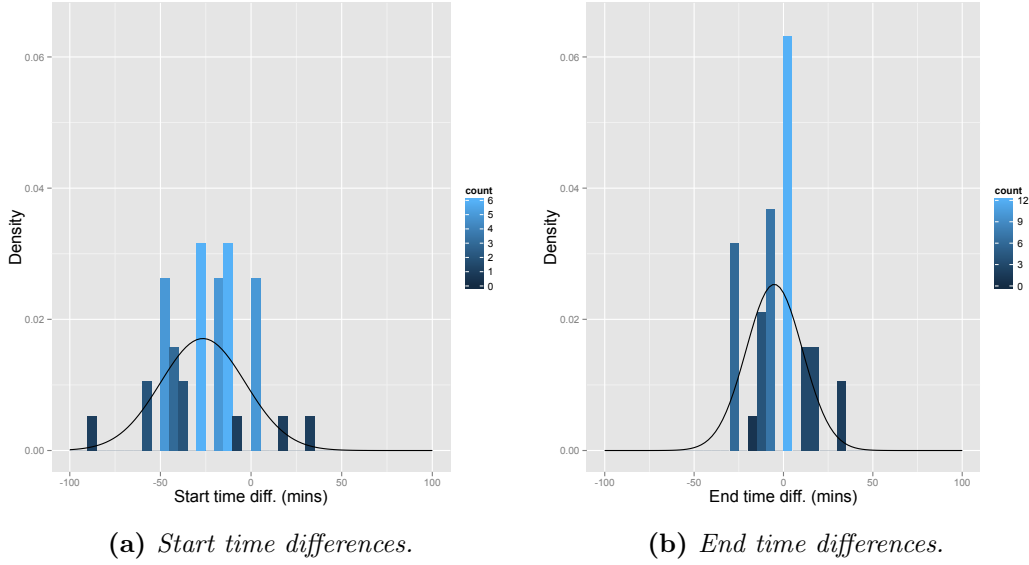 0.06
0.04
0.02
0.00
Density
-100 -50 0 50 100
Start time diff. (mins)
count
6
5
4
3
2
1
0
(a) Start time differences.
0.06
0.04
0.02
0.00
Density
-100 -50 0 50 100
End time diff. (mins)
count
12
9
6
3
0
(b) End time differences.